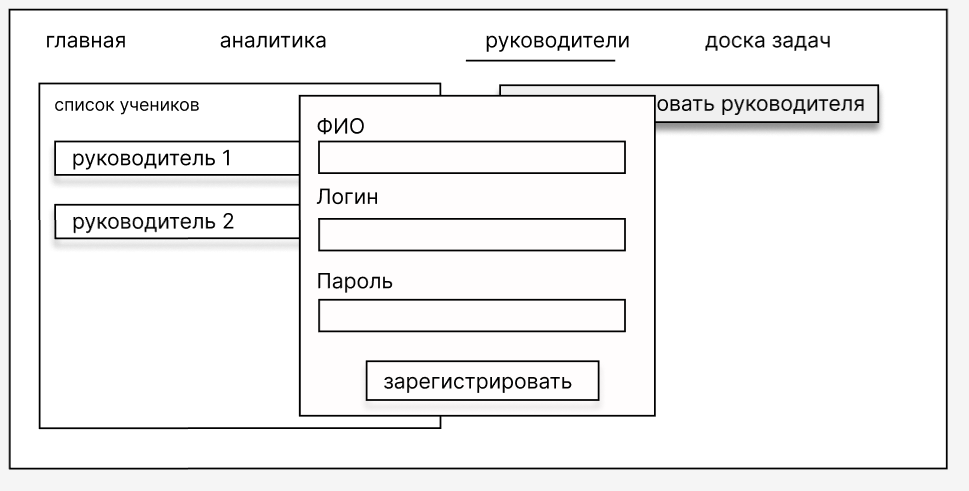 главная аналитика руководители доска задач
список учеников
овать руководителя
руководитель 1
руководитель 2
ФИО
Логин
Пароль
зарегистрировать